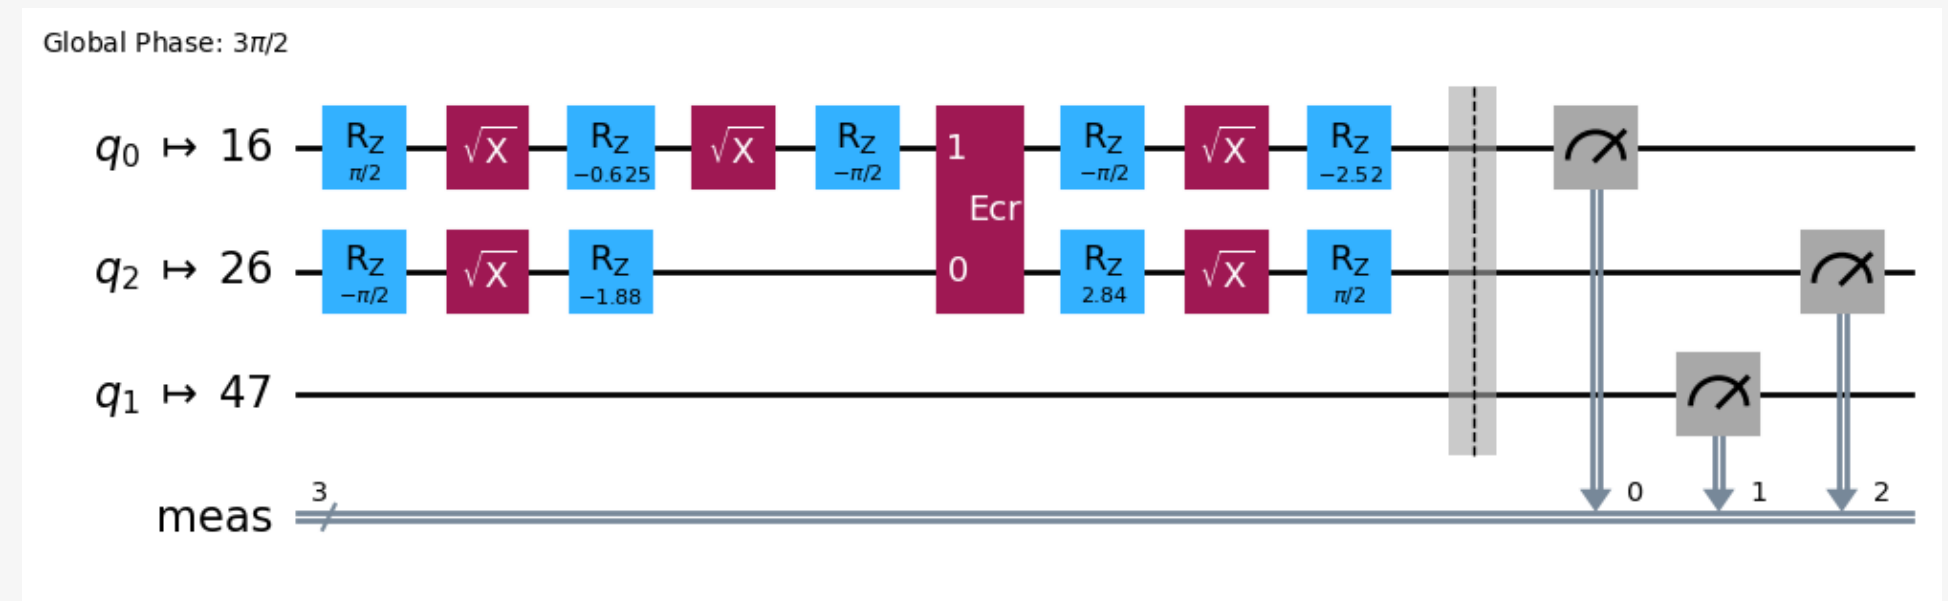 Global Phase: 3π/2
q0 ↦ 16 RZ π/2 √X RZ −0.625 √X RZ −π/2 1 RZ −π/2 √X RZ −2.52
Ecr
q2 ↦ 26 RZ −π/2 √X RZ −1.88 0 RZ 2.84 √X RZ π/2
q1 ↦ 47
3 0 1 2
meas